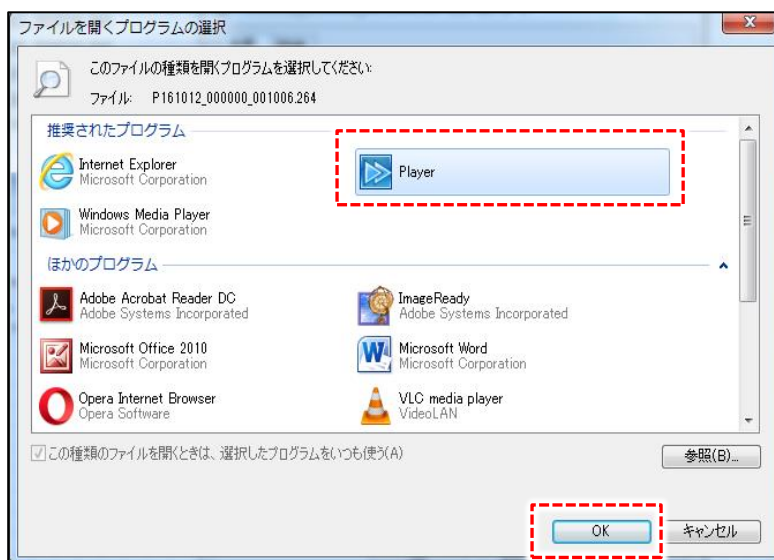 ファイルを開くプログラムの選択
このファイルの種類を開くプログラムを選択してください:
ファイル: P161012_000000_001006.264
推奨されたプログラム
Internet Explorer
Microsoft Corporation
Player
Windows Media Player
Microsoft Corporation
ほかのプログラム
Adobe Acrobat Reader DC
Adobe Systems Incorporated
ImageReady
Adobe Systems Incorporated
Microsoft Office 2010
Microsoft Corporation
Microsoft Word
Microsoft Corporation
Opera Internet Browser
Opera Software
VLC media player
VideoLAN
この種類のファイルを開くときは、選択したプログラムをいつも使う(A)
参照(B)...
OK
キャンセル